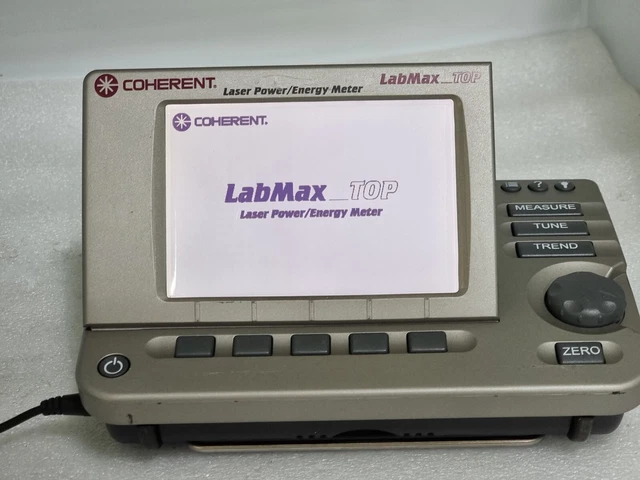 COHERENT®
Laser Power/Energy Meter
LabMax_TOP
COHERENT.
LabMax_TOP
Laser Power/Energy Meter
?
MEASURE
TUNE
TREND
ZERO